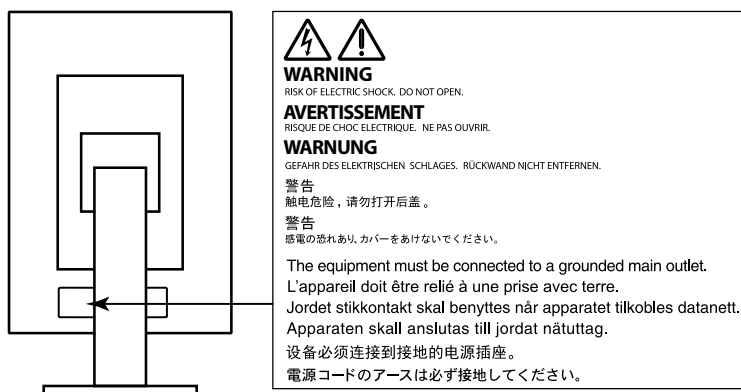 WARNING
RISK OF ELECTRIC SHOCK. DO NOT OPEN.
AVERTISSEMENT
RISQUE DE CHOC ELECTRIQUE. NE PAS OUVRIR.
WARNUNG
GEFAHR DES ELEKTRISCHEN SCHLAGES. RÜCKWAND NICHT ENTFERNEN.
警告
触电危险，请勿打开后盖。
警告
感電の恐れあり、カバーをあけないでください。
The equipment must be connected to a grounded main outlet.
L'appareil doit être relié à une prise avec terre.
Jordet stikkontakt skal benyttes når apparatet tilkobles datanett.
Apparaten skall anslutas till jordat nätuttag.
设备必须连接到接地的电源插座。
電源コードのアースは必ず接地してください。